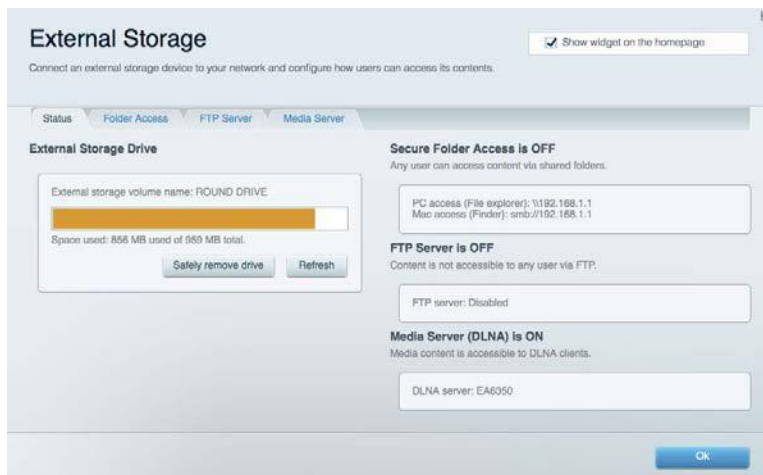 External Storage
Show widget on the homepage
Connect an external storage device to your network and configure how users can access its contents.
Status
Folder Access
FTP Server
Media Server
External Storage Drive
External storage volume name: ROUND DRIVE
Space used: 856 MB used of 959 MB total.
Safely remove drive
Refresh
Secure Folder Access is OFF
Any user can access content via shared folders.
PC access (File explorer): \\192.168.1.1
Mac access (Finder): smb://192.168.1.1
FTP Server is OFF
Content is not accessible to any user via FTP.
FTP server: Disabled
Media Server (DLNA) is ON
Media content is accessible to DLNA clients.
DLNA server: EA6350
Ok